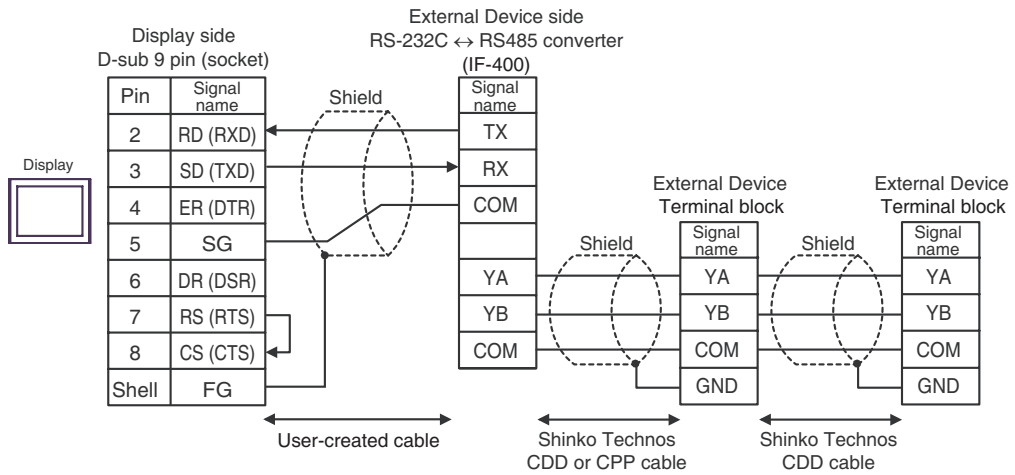 External Device side
RS-232C ↔ RS485 converter
(IF-400)
Display side
D-sub 9 pin (socket)
Pin
Signal
name
2
RD (RXD)
3
SD (TXD)
4
ER (DTR)
5
SG
6
DR (DSR)
7
RS (RTS)
8
CS (CTS)
Shell
FG
Display
Shield
Signal
name
TX
RX
COM
YA
YB
COM
Shield
External Device
Terminal block
Signal
name
YA
YB
COM
GND
Shield
External Device
Terminal block
Signal
name
YA
YB
COM
GND
User-created cable
Shinko Technos
CDD or CPP cable
Shinko Technos
CDD cable